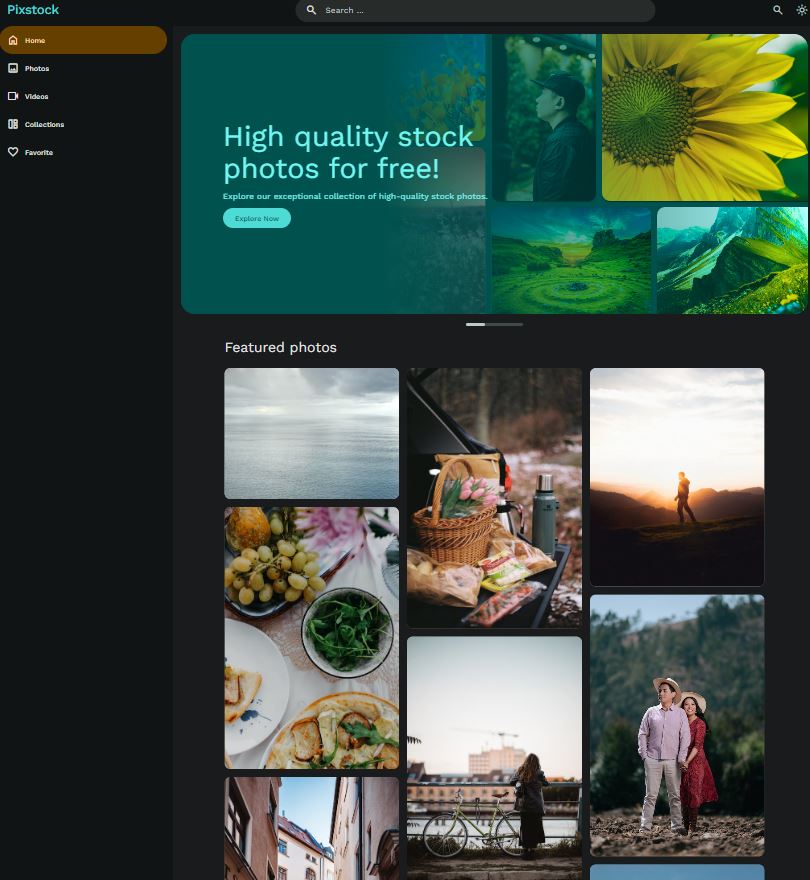 Pixstock
Search ...
Home
Photos
Videos
Collections
Favorite
High quality stock
photos for free!
Explore our exceptional collection of high-quality stock photos.
Explore Now
Featured photos